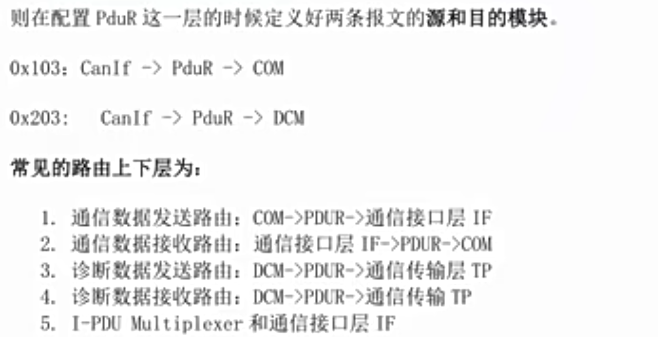 则在配置 PduR 这一层的时候定义好两条报文的源和目的模块。
0x103: CanIf -> PduR -> COM
0x203: CanIf -> PduR -> DCM
常见的路由上下层为：
1. 通信数据发送路由：COM->PDUR->通信接口层 IF
2. 通信数据接收路由：通信接口层 IF->PDUR->COM
3. 诊断数据发送路由：DCM->PDUR->通信传输层 TP
4. 诊断数据接收路由：DCM->PDUR->通信传输 TP
5. I-PDU Multiplexer 和通信接口层 IF